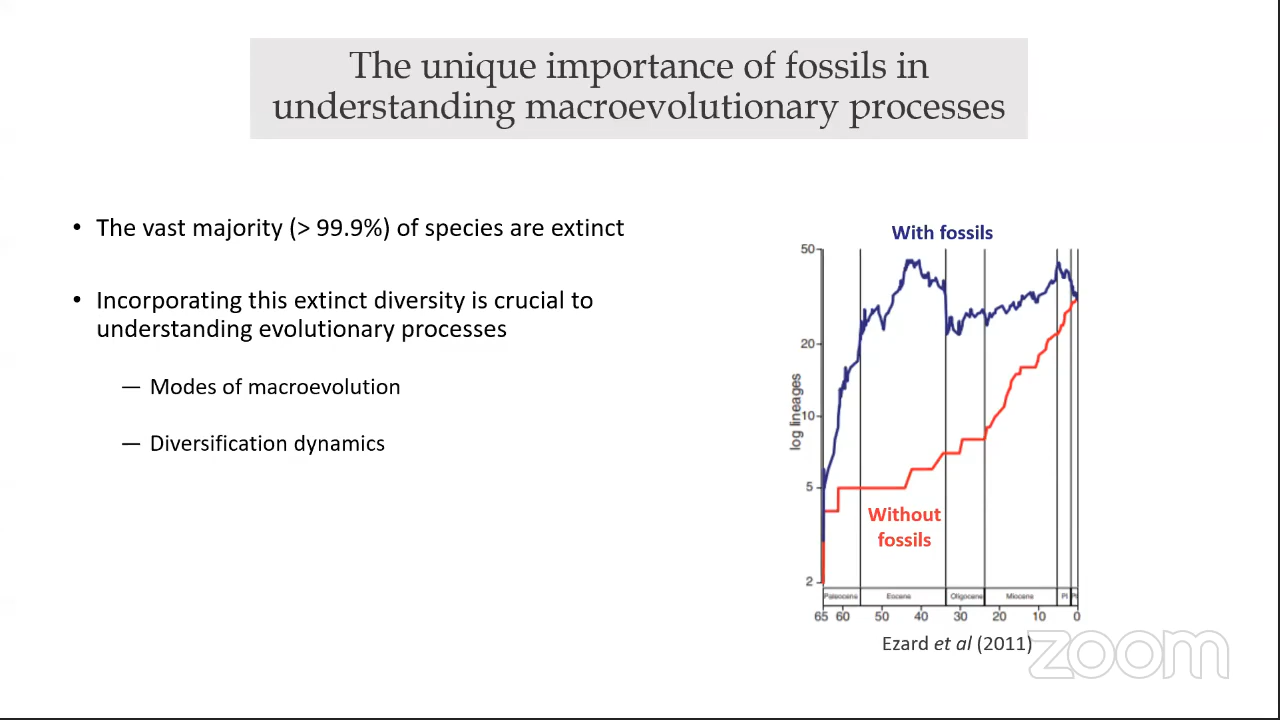 The unique importance of fossils in
understanding macroevolutionary processes
• The vast majority (> 99.9%) of species are extinct
• Incorporating this extinct diversity is crucial to
understanding evolutionary processes
— Modes of macroevolution
— Diversification dynamics
With fossils
50
20
10
5
2
log lineages
Without
fossils
Paleocene Eocene Oligocene Miocene Pl
65 60 50 40 30 20 10 0
Ezard et al (2011)
zoom